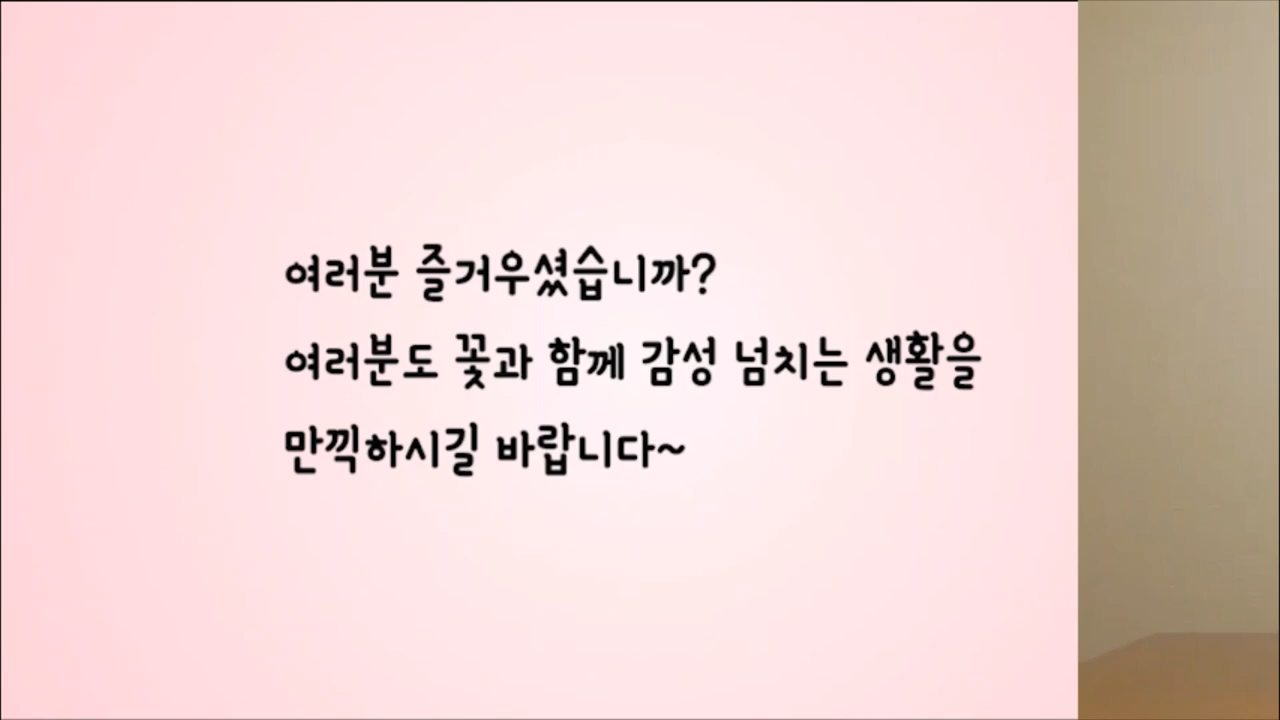 여러분 즐거우셨습니까?
여러분도 꽃과 함께 감성 넘치는 생활을
만끽하시길 바랍니다~